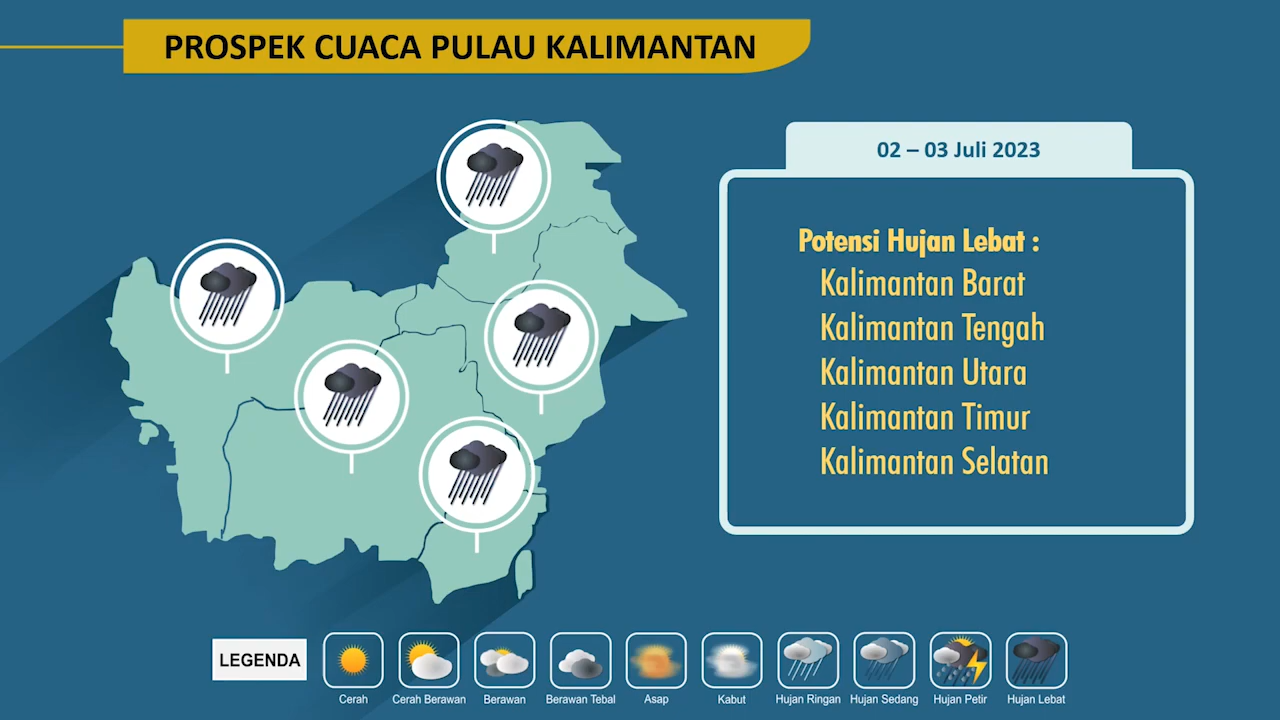 PROSPEK CUACA PULAU KALIMANTAN
02 – 03 Juli 2023
Potensi Hujan Lebat :
Kalimantan Barat
Kalimantan Tengah
Kalimantan Utara
Kalimantan Timur
Kalimantan Selatan
LEGENDA
Cerah
Cerah Berawan
Berawan
Berawan Tebal
Asap
Kabut
Hujan Ringan
Hujan Sedang
Hujan Petir
Hujan Lebat